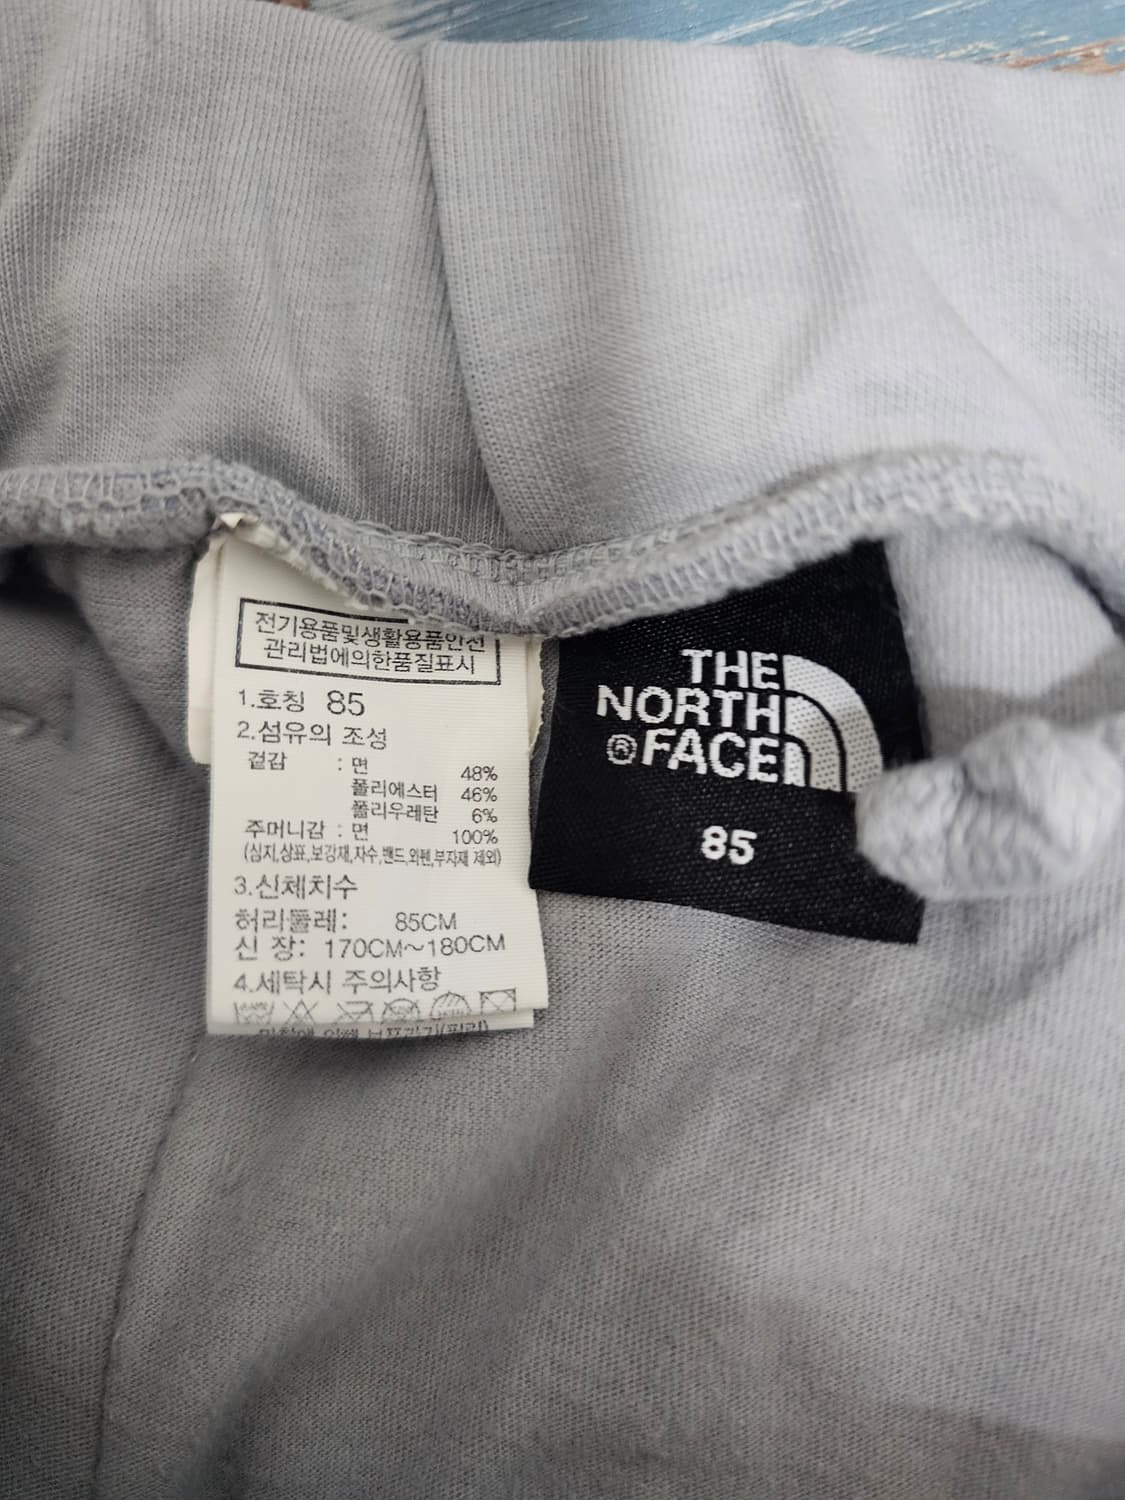 전기용품및생활용품안전
관리법에의한품질표시
1.호칭 85
2.섬유의 조성
겉감 : 면 48%
폴리에스터 46%
폴리우레탄 6%
주머니감 : 면 100%
(심지,상표,보강재,자수,밴드,외펜,부자재 제외)
3.신체치수
허리둘레: 85CM
신 장: 170CM~180CM
4.세탁시 주의사항
THE
NORTH
®FACE
85